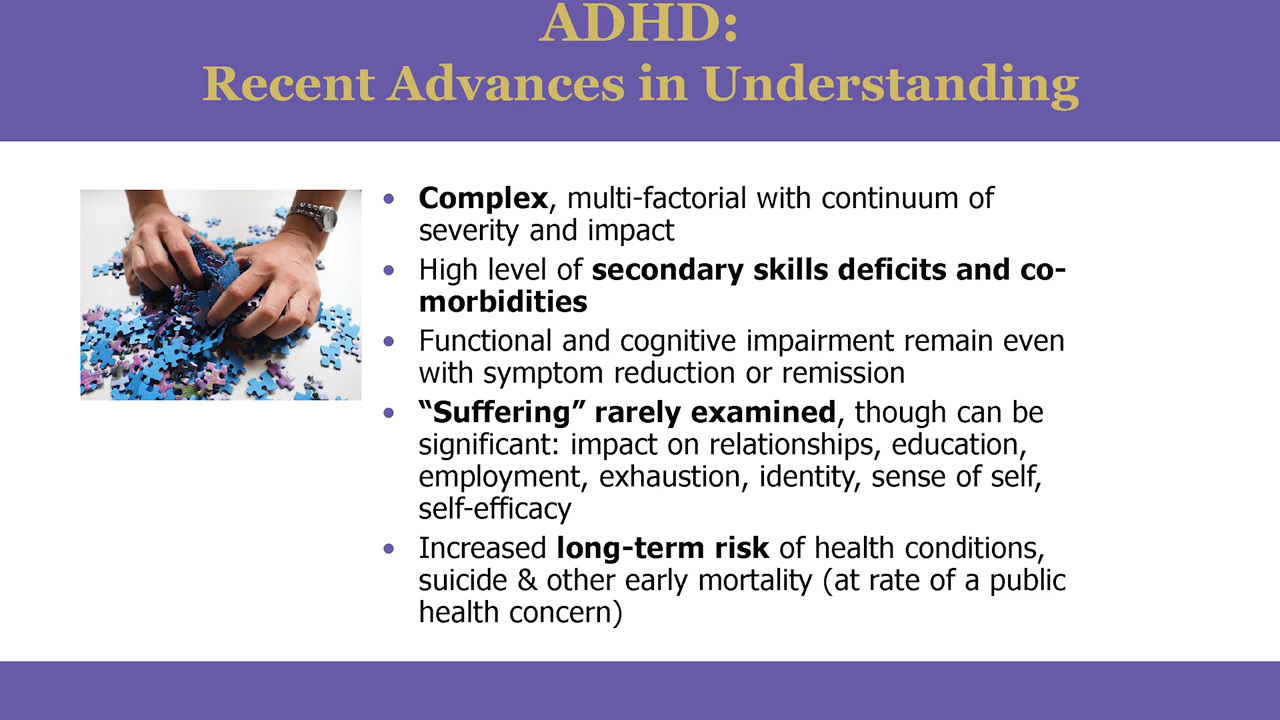 ADHD:
Recent Advances in Understanding
• Complex, multi-factorial with continuum of
severity and impact
• High level of secondary skills deficits and co-
morbidities
• Functional and cognitive impairment remain even
with symptom reduction or remission
• “Suffering” rarely examined, though can be
significant: impact on relationships, education,
employment, exhaustion, identity, sense of self,
self-efficacy
• Increased long-term risk of health conditions,
suicide & other early mortality (at rate of a public
health concern)